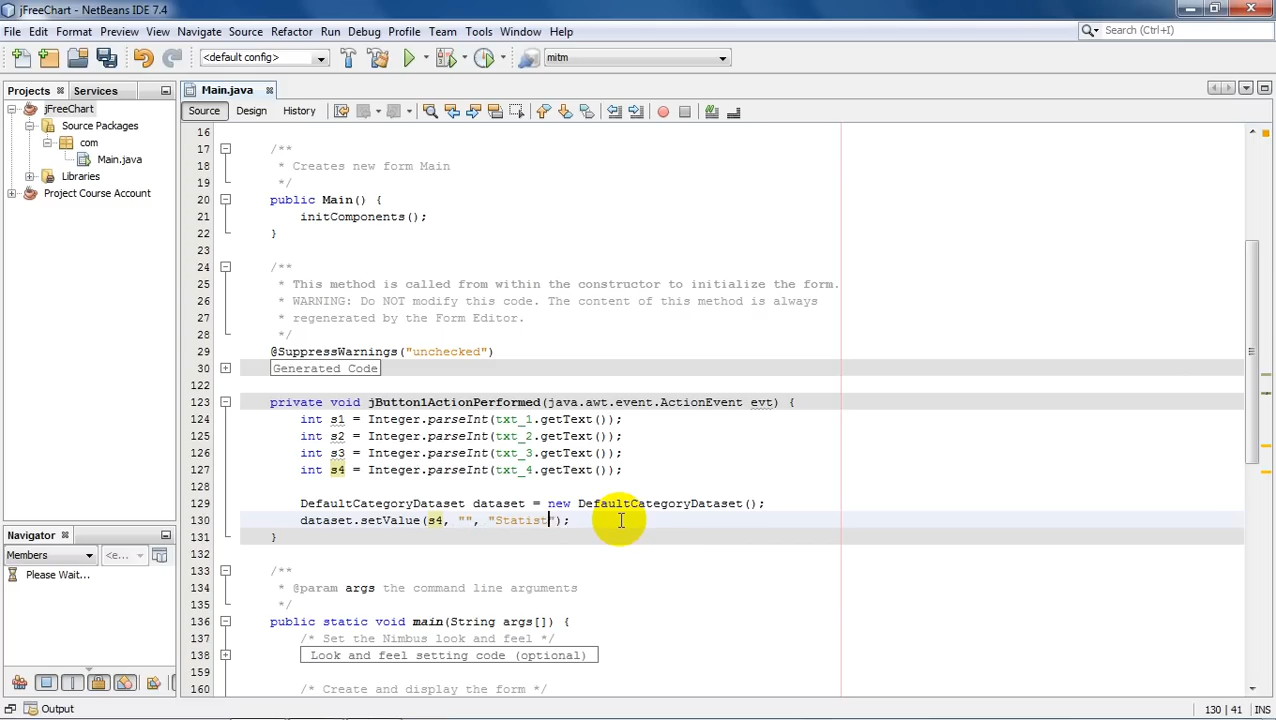 jFreeChart - NetBeans IDE 7.4
File Edit Format Preview View Navigate Source Refactor Run Debug Profile Team Tools Window Help
Search (Ctrl+I)
<default config>
mitm
Projects Services
Main.java
jFreeChart
Source Packages
com
Main.java
Libraries
Project Course Account
Source Design History
16
17 /**
18 * Creates new form Main
19 */
20 public Main() {
21 initComponents();
22 }
23
24 /**
25 * This method is called from within the constructor to initialize the form.
26 * WARNING: Do NOT modify this code. The content of this method is always
27 * regenerated by the Form Editor.
28 */
29 @SuppressWarnings("unchecked")
30 Generated Code
122
123 private void jButton1ActionPerformed(java.awt.event.ActionEvent evt) {
124 int s1 = Integer.parseInt(txt_1.getText());
125 int s2 = Integer.parseInt(txt_2.getText());
126 int s3 = Integer.parseInt(txt_3.getText());
127 int s4 = Integer.parseInt(txt_4.getText());
128
129 DefaultCategoryDataset dataset = new DefaultCategoryDataset();
130 dataset.setValue(s4, "", "Statist");
131 }
132
133 /**
134 * @param args the command line arguments
135 */
136 public static void main(String args[]) {
137 /* Set the Nimbus look and feel */
138 Look and feel setting code (optional)
159
160 /* Create and display the form */
Navigator
Members
<e...
Please Wait...
Output
130 | 41 INS